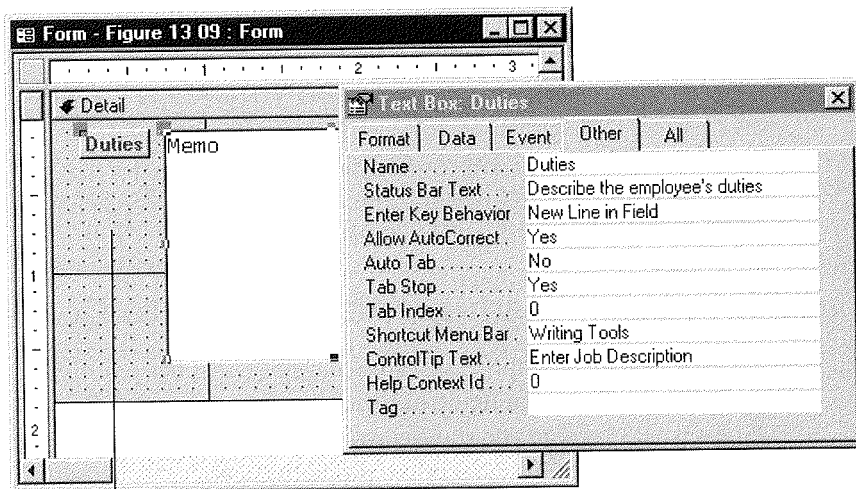 Form - Figure 13 09 : Form
1 2 3
Detail
Duties
Memo
1
2
Text Box: Duties
Format Data Event Other All
Name........... Duties
Status Bar Text.... Describe the employee's duties
Enter Key Behavior New Line in Field
Allow AutoCorrect. Yes
Auto Tab........ No
Tab Stop........ Yes
Tab Index....... 0
Shortcut Menu Bar. Writing Tools
ControlTip Text.... Enter Job Description
Help Context Id.... 0
Tag............